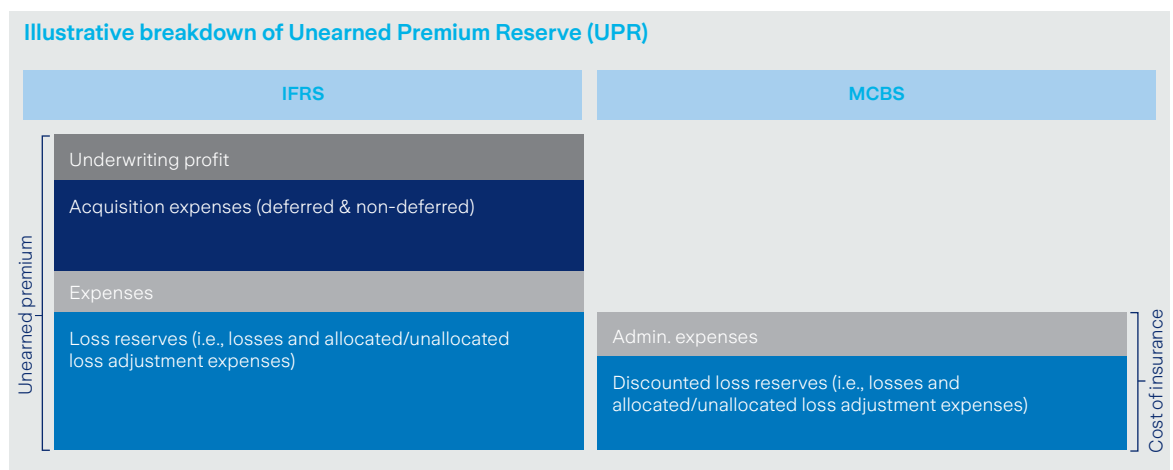 Illustrative breakdown of Unearned Premium Reserve (UPR)
IFRS
MCBS
Unearned premium
Underwriting profit
Acquisition expenses (deferred & non-deferred)
Expenses
Loss reserves (i.e., losses and allocated/unallocated
loss adjustment expenses)
Admin. expenses
Discounted loss reserves (i.e., losses and
allocated/unallocated loss adjustment expenses)
Cost of insurance